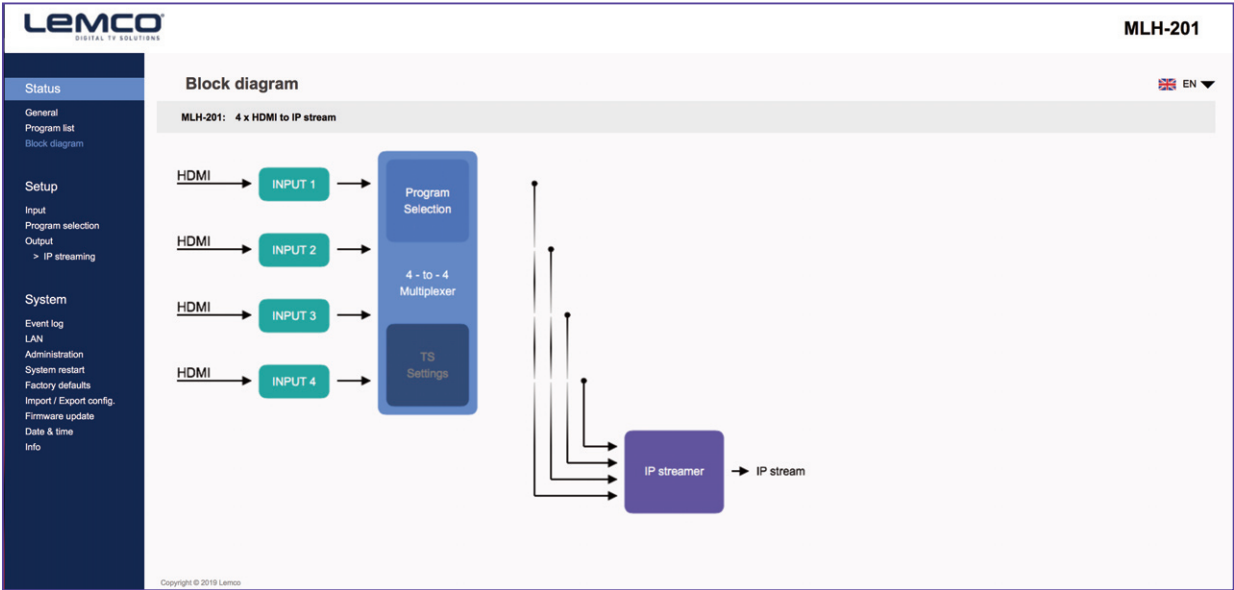 Lemco
DIGITAL TV SOLUTIONS
MLH-201
Status
General
Program list
Block diagram
Setup
Input
Program selection
Output
> IP streaming
System
Event log
LAN
Administration
System restart
Factory defaults
Import / Export config.
Firmware update
Date & time
Info
Block diagram
EN
MLH-201: 4 x HDMI to IP stream
HDMI
INPUT 1
HDMI
INPUT 2
HDMI
INPUT 3
HDMI
INPUT 4
Program
Selection
4 - to - 4
Multiplexer
TS
Settings
IP streamer
IP stream
Copyright © 2019 Lemco